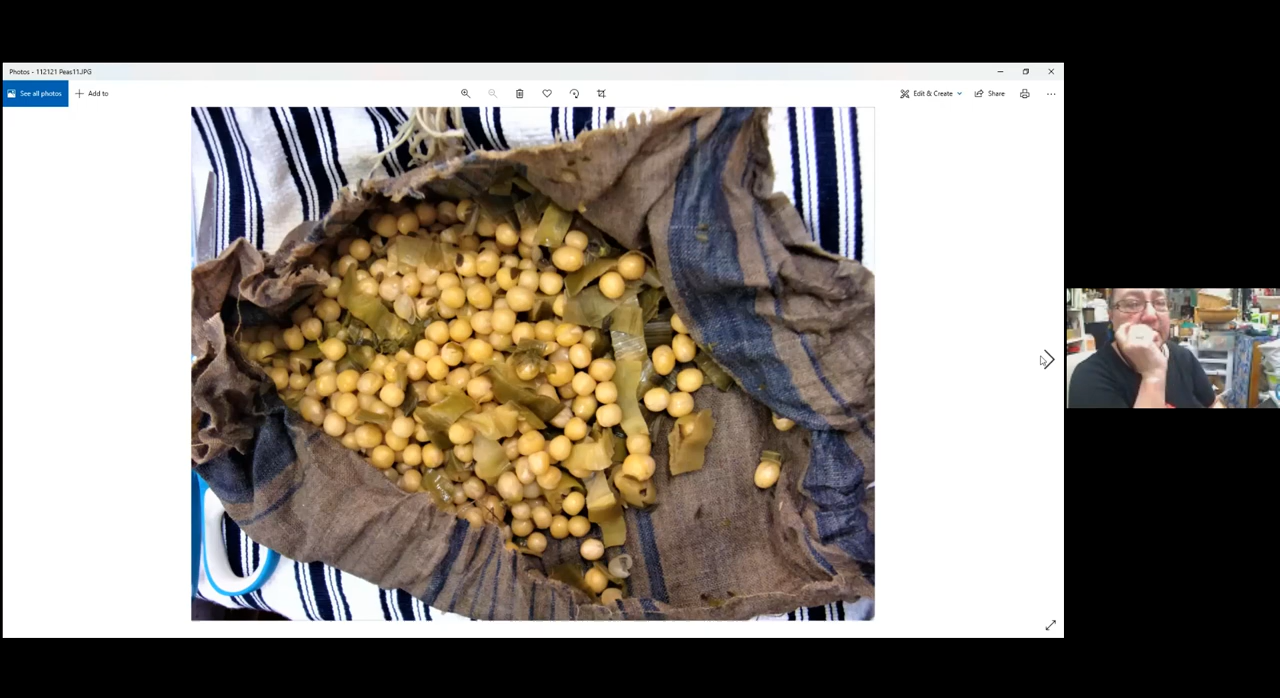 Photos - 112121 Peas11.JPG
See all photos
Add to
Edit & Create
Share